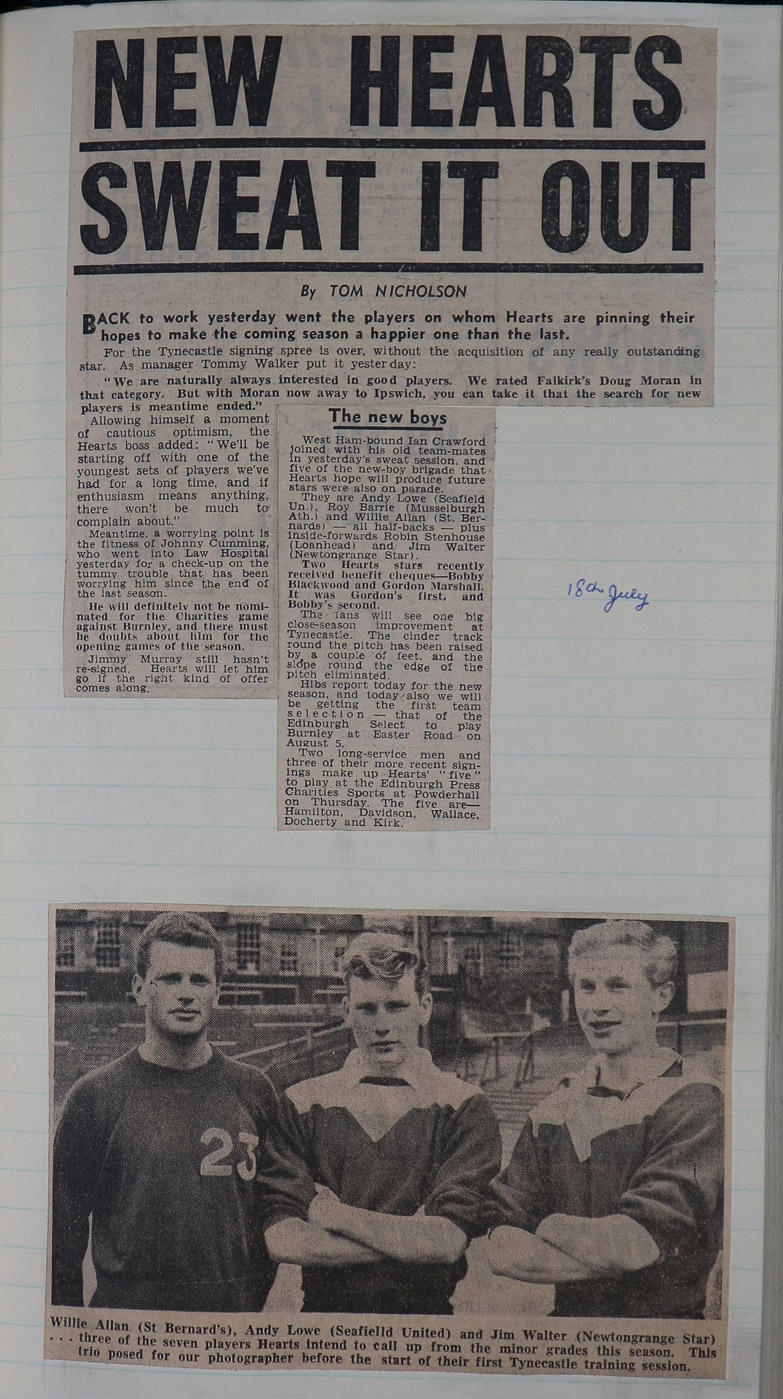 NEW HEARTS
SWEAT IT OUT
By TOM NICHOLSON
BACK to work yesterday went the players on whom Hearts are pinning their
hopes to make the coming season a happier one than the last.
For the Tynecastle signing spree is over, without the acquisition of any really outstanding
star. As manager Tommy Walker put it yesterday:
"We are naturally always interested in good players. We rated Falkirk's Doug Moran in
that category. But with Moran now away to Ipswich, you can take it that the search for new
players is meantime ended."
Allowing himself a moment
of cautious optimism, the
Hearts boss added: "We'll be
starting off with one of the
youngest sets of players we've
had for a long time, and if
enthusiasm means anything,
there won't be much to
complain about."
Meantime, a worrying point is
the fitness of Johnny Cumming,
who went into Law Hospital
yesterday for a check-up on the
tummy trouble that has been
worrying him since the end of
the last season.
He will definitely not be nomi-
nated for the Charities game
against Burnley, and there must
be doubts about him for the
opening games of the season.
Jimmy Murray still hasn't
re-signed. Hearts will let him
go if the right kind of offer
comes along.
The new boys
West Ham-bound Ian Crawford
joined with his old team-mates
in yesterday's sweat session, and
five of the new-boy brigade that
Hearts hope will produce future
stars were also on parade.
They are Andy Lowe (Seafield
Un.), Roy Barrie (Musselburgh
Ath.) and Willie Allan (St. Ber-
nards) — all half-backs — plus
inside-forwards Robin Stenhouse
(Loanhead) and Jim Walter
(Newtongrange Star).
Two Hearts stars recently
received benefit cheques—Bobby
Blackwood and Gordon Marshall.
It was Gordon's first, and
Bobby's second.
The fans will see one big
close-season improvement at
Tynecastle. The cinder track
round the pitch has been raised
by a couple of feet, and the
slope round the edge of the
pitch eliminated.
Hibs report today for the new
season, and today also we will
be getting the first team
selection — that of the
Edinburgh Select to play
Burnley at Easter Road on
August 5.
Two long-service men and
three of their more recent sign-
ings make up Hearts' "five"
to play at the Edinburgh Press
Charities Sports at Powderhall
on Thursday. The five are—
Hamilton, Davidson, Wallace,
Docherty and Kirk.
18th July
23
Willie Allan (St Bernard's), Andy Lowe (Seafielld United) and Jim Walter (Newtongrange Star)
. . . three of the seven players Hearts intend to call up from the minor grades this season. This
trio posed for our photographer before the start of their first Tynecastle training session.